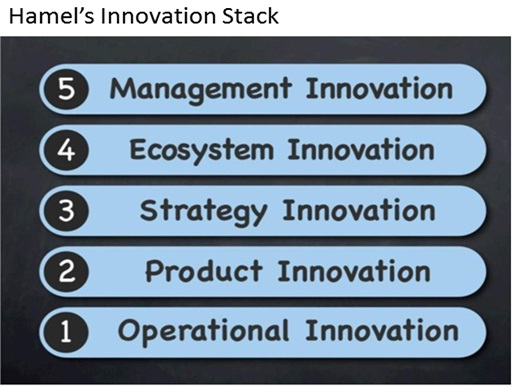 Hamel's Innovation Stack
5 Management Innovation
4 Ecosystem Innovation
3 Strategy Innovation
2 Product Innovation
1 Operational Innovation